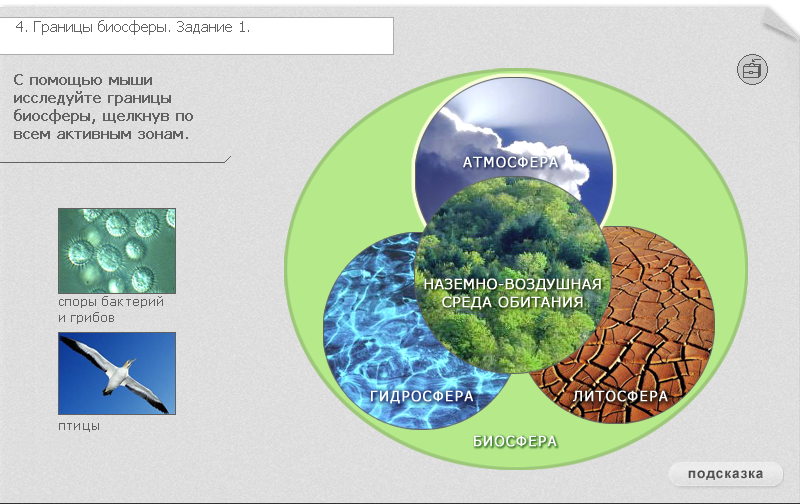 4. Границы биосферы. Задание 1.
С помощью мыши
исследуйте границы
биосферы, щелкнув по
всем активным зонам.
АТМОСФЕРА
НАЗЕМНО-ВОЗДУШНАЯ
СРЕДА ОБИТАНИЯ
споры бактерий
и грибов
ГИДРОСФЕРА
ЛИТОСФЕРА
птицы
БИОСФЕРА
подсказка